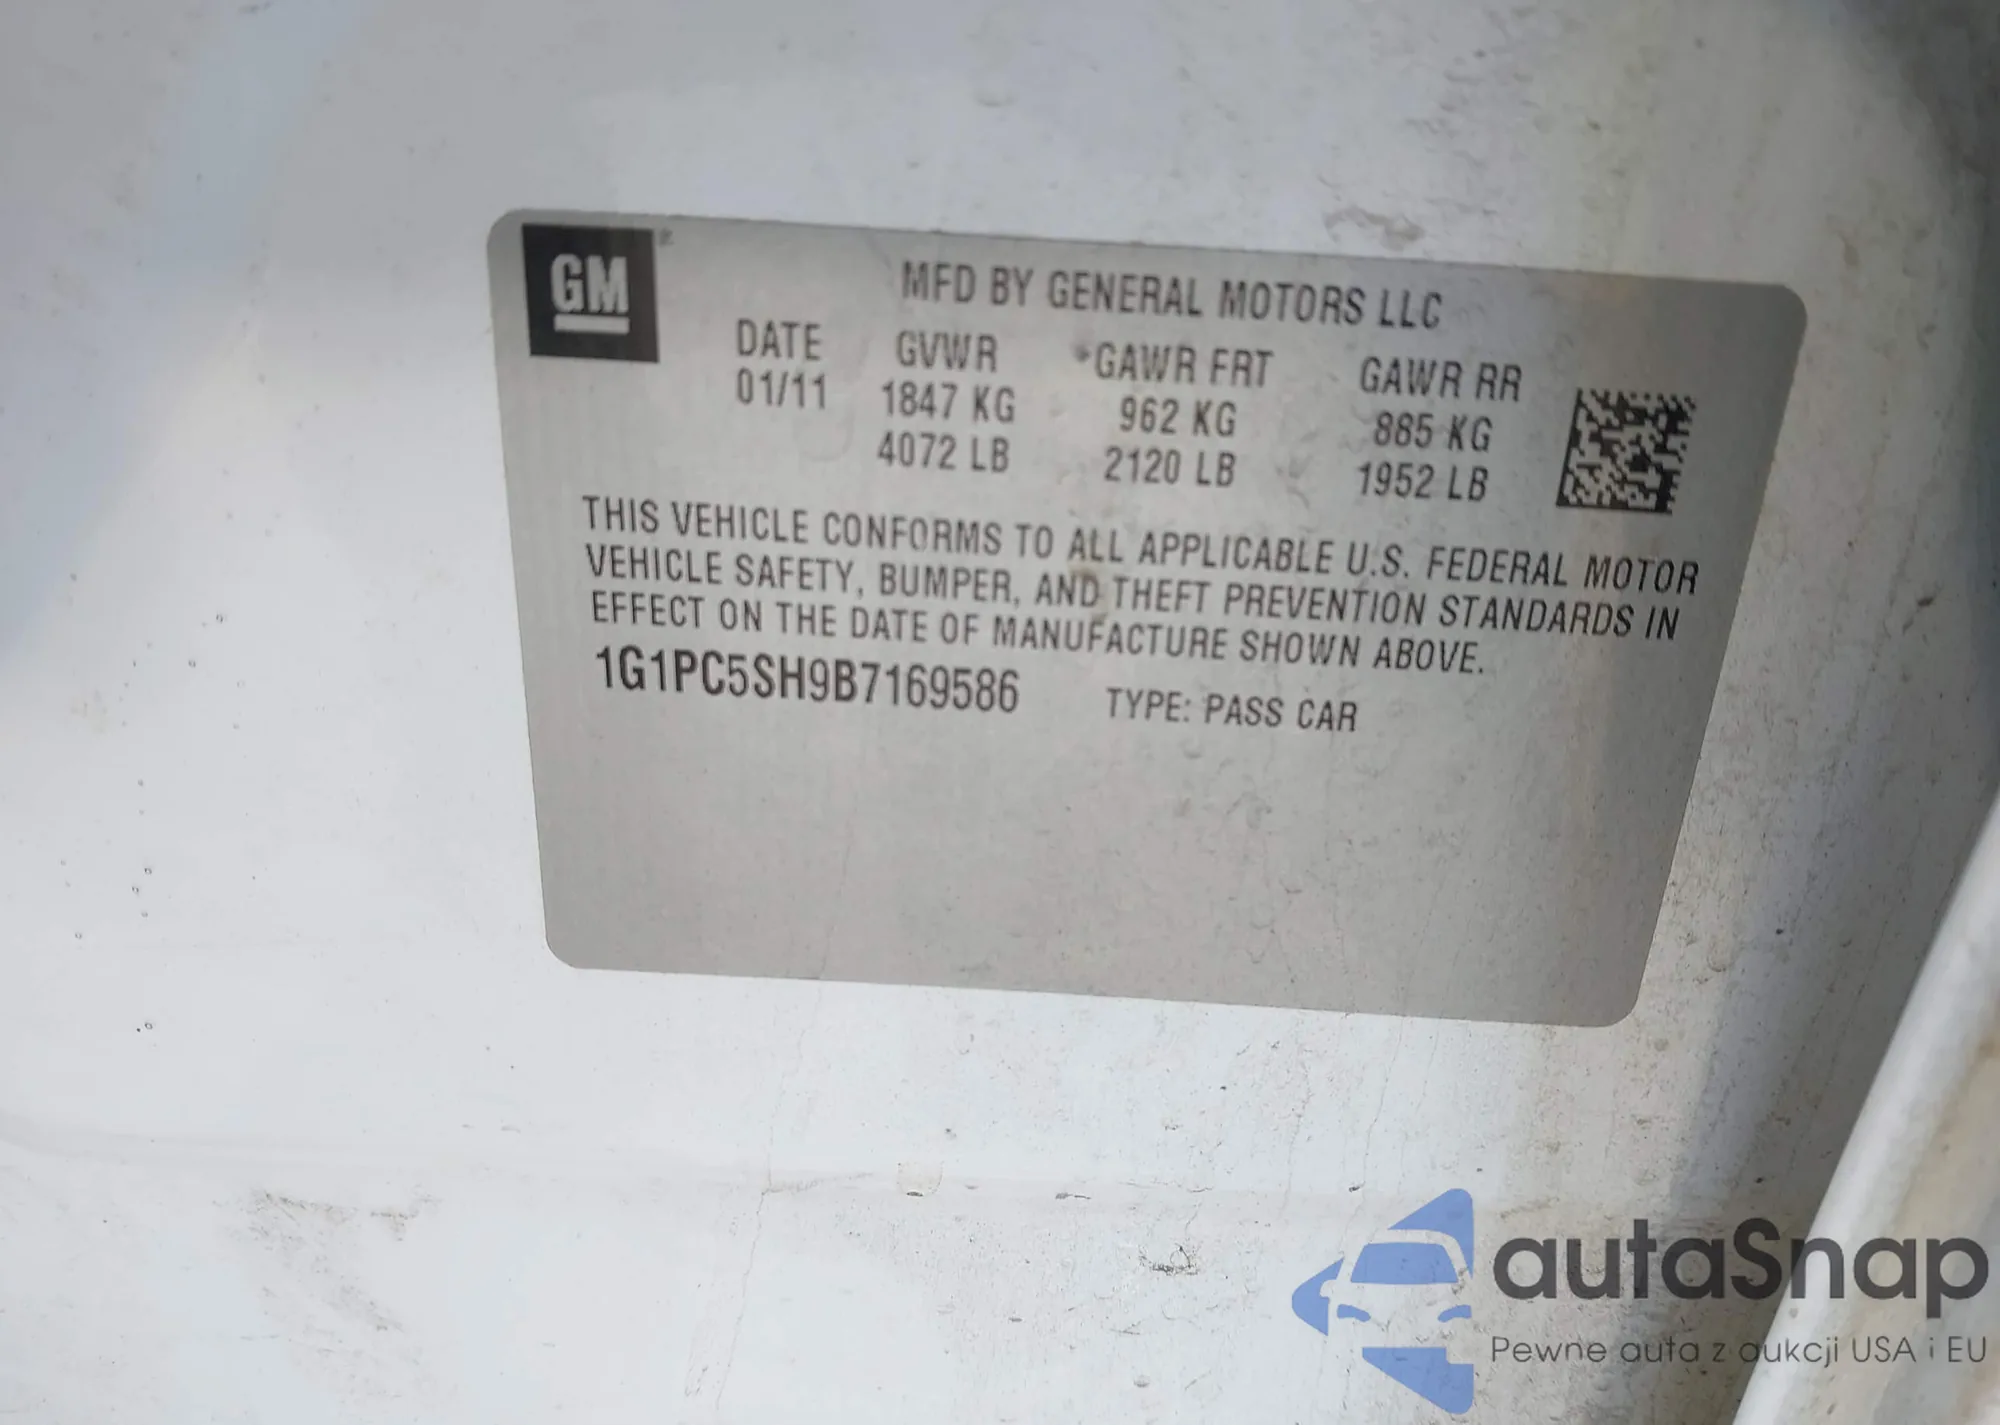 GM
MFD BY GENERAL MOTORS LLC
DATE GVWR GAWR FRT GAWR RR
01/11 1847 KG 962 KG 885 KG
4072 LB 2120 LB 1952 LB
THIS VEHICLE CONFORMS TO ALL APPLICABLE U.S. FEDERAL MOTOR
VEHICLE SAFETY, BUMPER, AND THEFT PREVENTION STANDARDS IN
EFFECT ON THE DATE OF MANUFACTURE SHOWN ABOVE.
1G1PC5SH9B7169586 TYPE: PASS CAR
autaSnap
Pewne auta z aukcji USA i EU